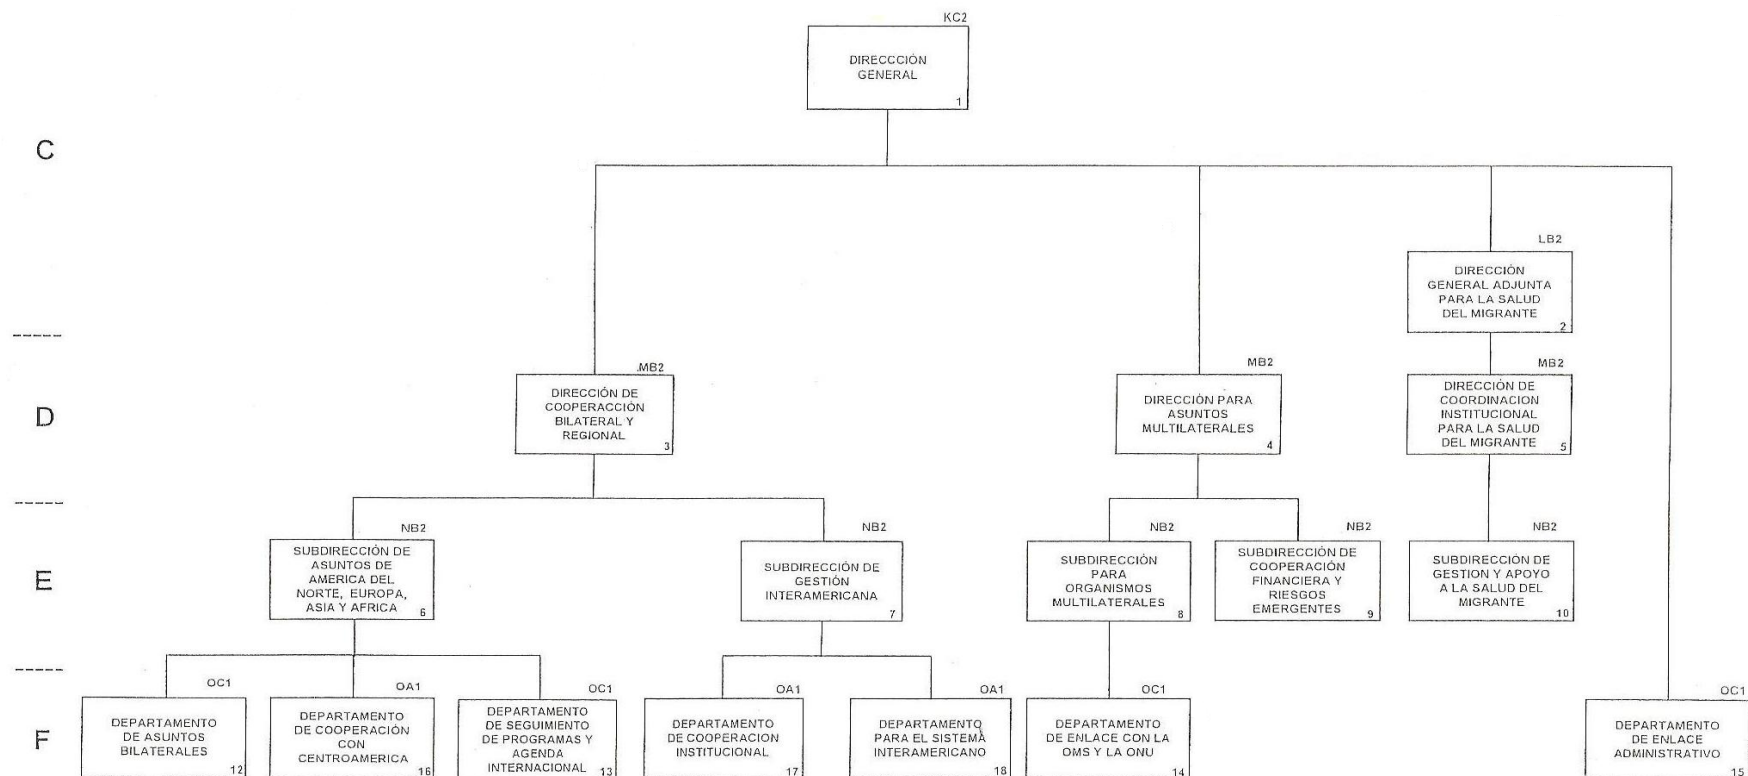 KC2
DIRECCCIÓN
GENERAL
1
C
LB2
DIRECCIÓN
GENERAL ADJUNTA
PARA LA SALUD
DEL MIGRANTE
2
-----
D
.MB2
DIRECCIÓN DE
COOPERACCIÓN
BILATERAL Y
REGIONAL
3
MB2
DIRECCIÓN PARA
ASUNTOS
MULTILATERALES
4
MB2
DIRECCIÓN DE
COORDINACION
INSTITUCIONAL
PARA LA SALUD
DEL MIGRANTE
5
-----
E
NB2
SUBDIRECCIÓN DE
ASUNTOS DE
AMERICA DEL
NORTE, EUROPA,
ASIA Y AFRICA
6
NB2
SUBDIRECCIÓN DE
GESTIÓN
INTERAMERICANA
7
NB2
SUBDIRECCIÓN
PARA
ORGANISMOS
MULTILATERALES
8
NB2
SUBDIRECCIÓN DE
COOPERACIÓN
FINANCIERA Y
RIESGOS
EMERGENTES
9
NB2
SUBDIRECCIÓN DE
GESTION Y APOYO
A LA SALUD DEL
MIGRANTE
10
-----
F
OC1
DEPARTAMENTO
DE ASUNTOS
BILATERALES
12
OA1
DEPARTAMENTO
DE COOPERACIÓN
CON
CENTROAMERICA
16
OC1
DEPARTAMENTO
DE SEGUIMIENTO
DE PROGRAMAS Y
AGENDA
INTERNACIONAL
13
OA1
DEPARTAMENTO
DE COOPERACION
INSTITUCIONAL
17
OA1
DEPARTAMENTO
PARA EL SISTEMA
INTERAMERICANO
18
OC1
DEPARTAMENTO
DE ENLACE CON LA
OMS Y LA ONU
14
OC1
DEPARTAMENTO
DE ENLACE
ADMINISTRATIVO
15